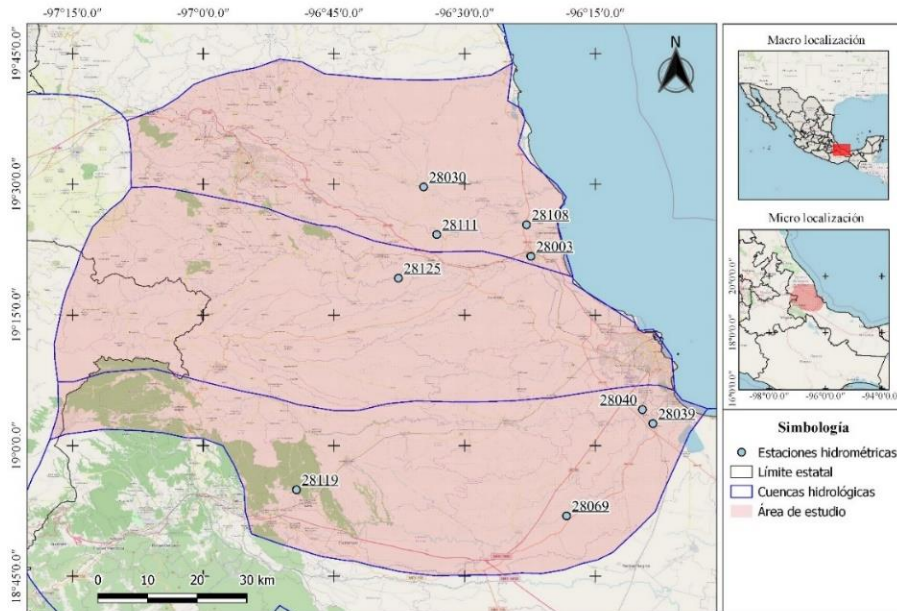 -97°15'0.0" -97°0'0.0" -96°45'0.0" -96°30'0.0" -96°15'0.0"
19°45'0.0"
19°30'0.0"
19°15'0.0"
19°0'0.0"
18°45'0.0"
N
28030
28108
28111
28003
28125
28040
28039
28119
28069
0 10 20 30 km
Macro localización
Micro localización
20°0'0.0"
18°0'0.0"
16°0'0.0"
-98°0'0.0" -96°0'0.0" -94°0'0.0"
Simbología
Estaciones hidrométricas
Límite estatal
Cuencas hidrológicas
Área de estudio